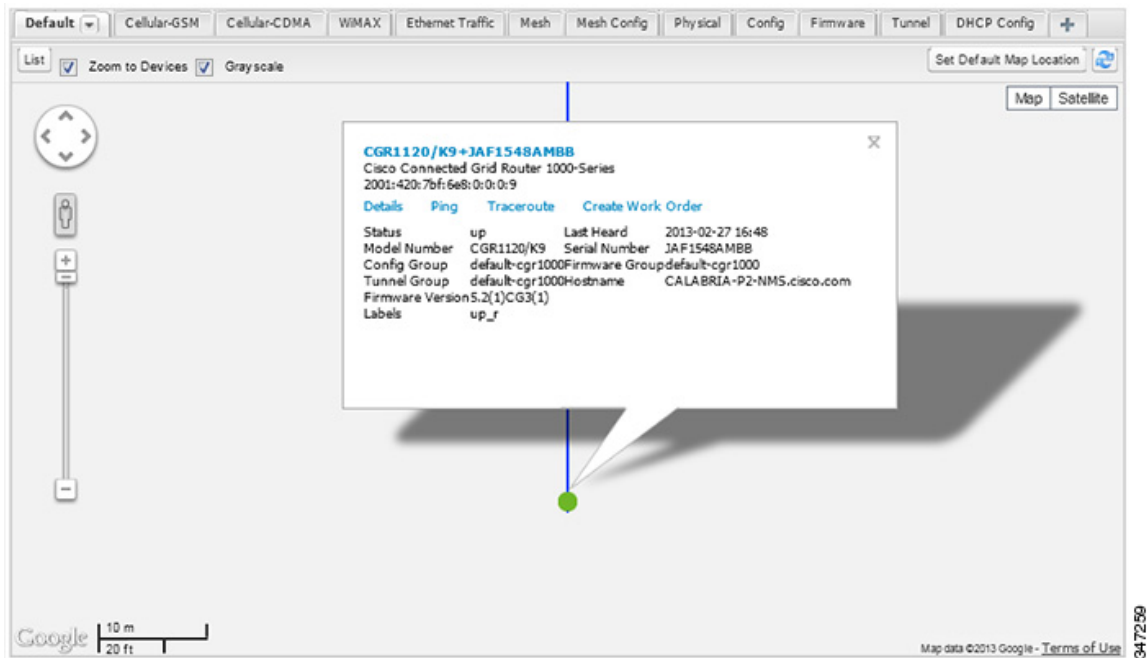 Default Cellular-GSM Cellular-CDMA WiMAX Ethernet Traffic Mesh Mesh Config Physical Config Firmware Tunnel DHCP Config
List Zoom to Devices Grayscale Set Default Map Location
Map Satellite
CGR1120/K9+JAF1548AMBB
Cisco Connected Grid Router 1000-Series
2001:420:7bf:6e8:0:0:0:9
Details Ping Traceroute Create Work Order
Status up Last Heard 2013-02-27 16:48
Model Number CGR1120/K9 Serial Number JAF1548AMBB
Config Group default-cgr1000 Firmware Group default-cgr1000
Tunnel Group default-cgr1000 Hostname CALABRIA-P2-NMS.cisco.com
Firmware Version 5.2(1)CG3(1)
Labels up_r
Google 10 m
20 ft
Map data ©2013 Google - Terms of Use
347259